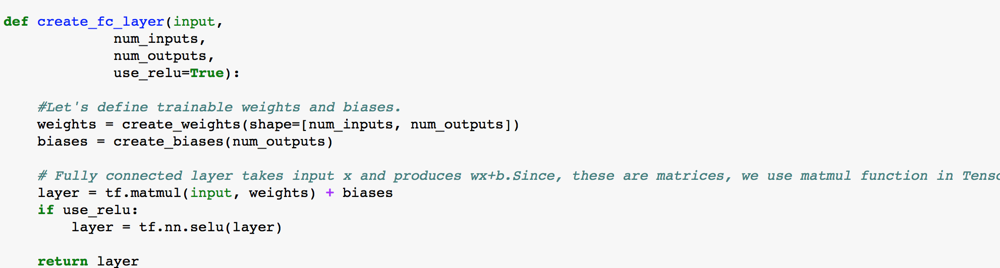 def create_fc_layer(input,
num_inputs,
num_outputs,
use_relu=True):
#Let's define trainable weights and biases.
weights = create_weights(shape=[num_inputs, num_outputs])
biases = create_biases(num_outputs)
# Fully connected layer takes input x and produces wx+b.Since, these are matrices, we use matmul function in Tenso
layer = tf.matmul(input, weights) + biases
if use_relu:
layer = tf.nn.selu(layer)
return layer